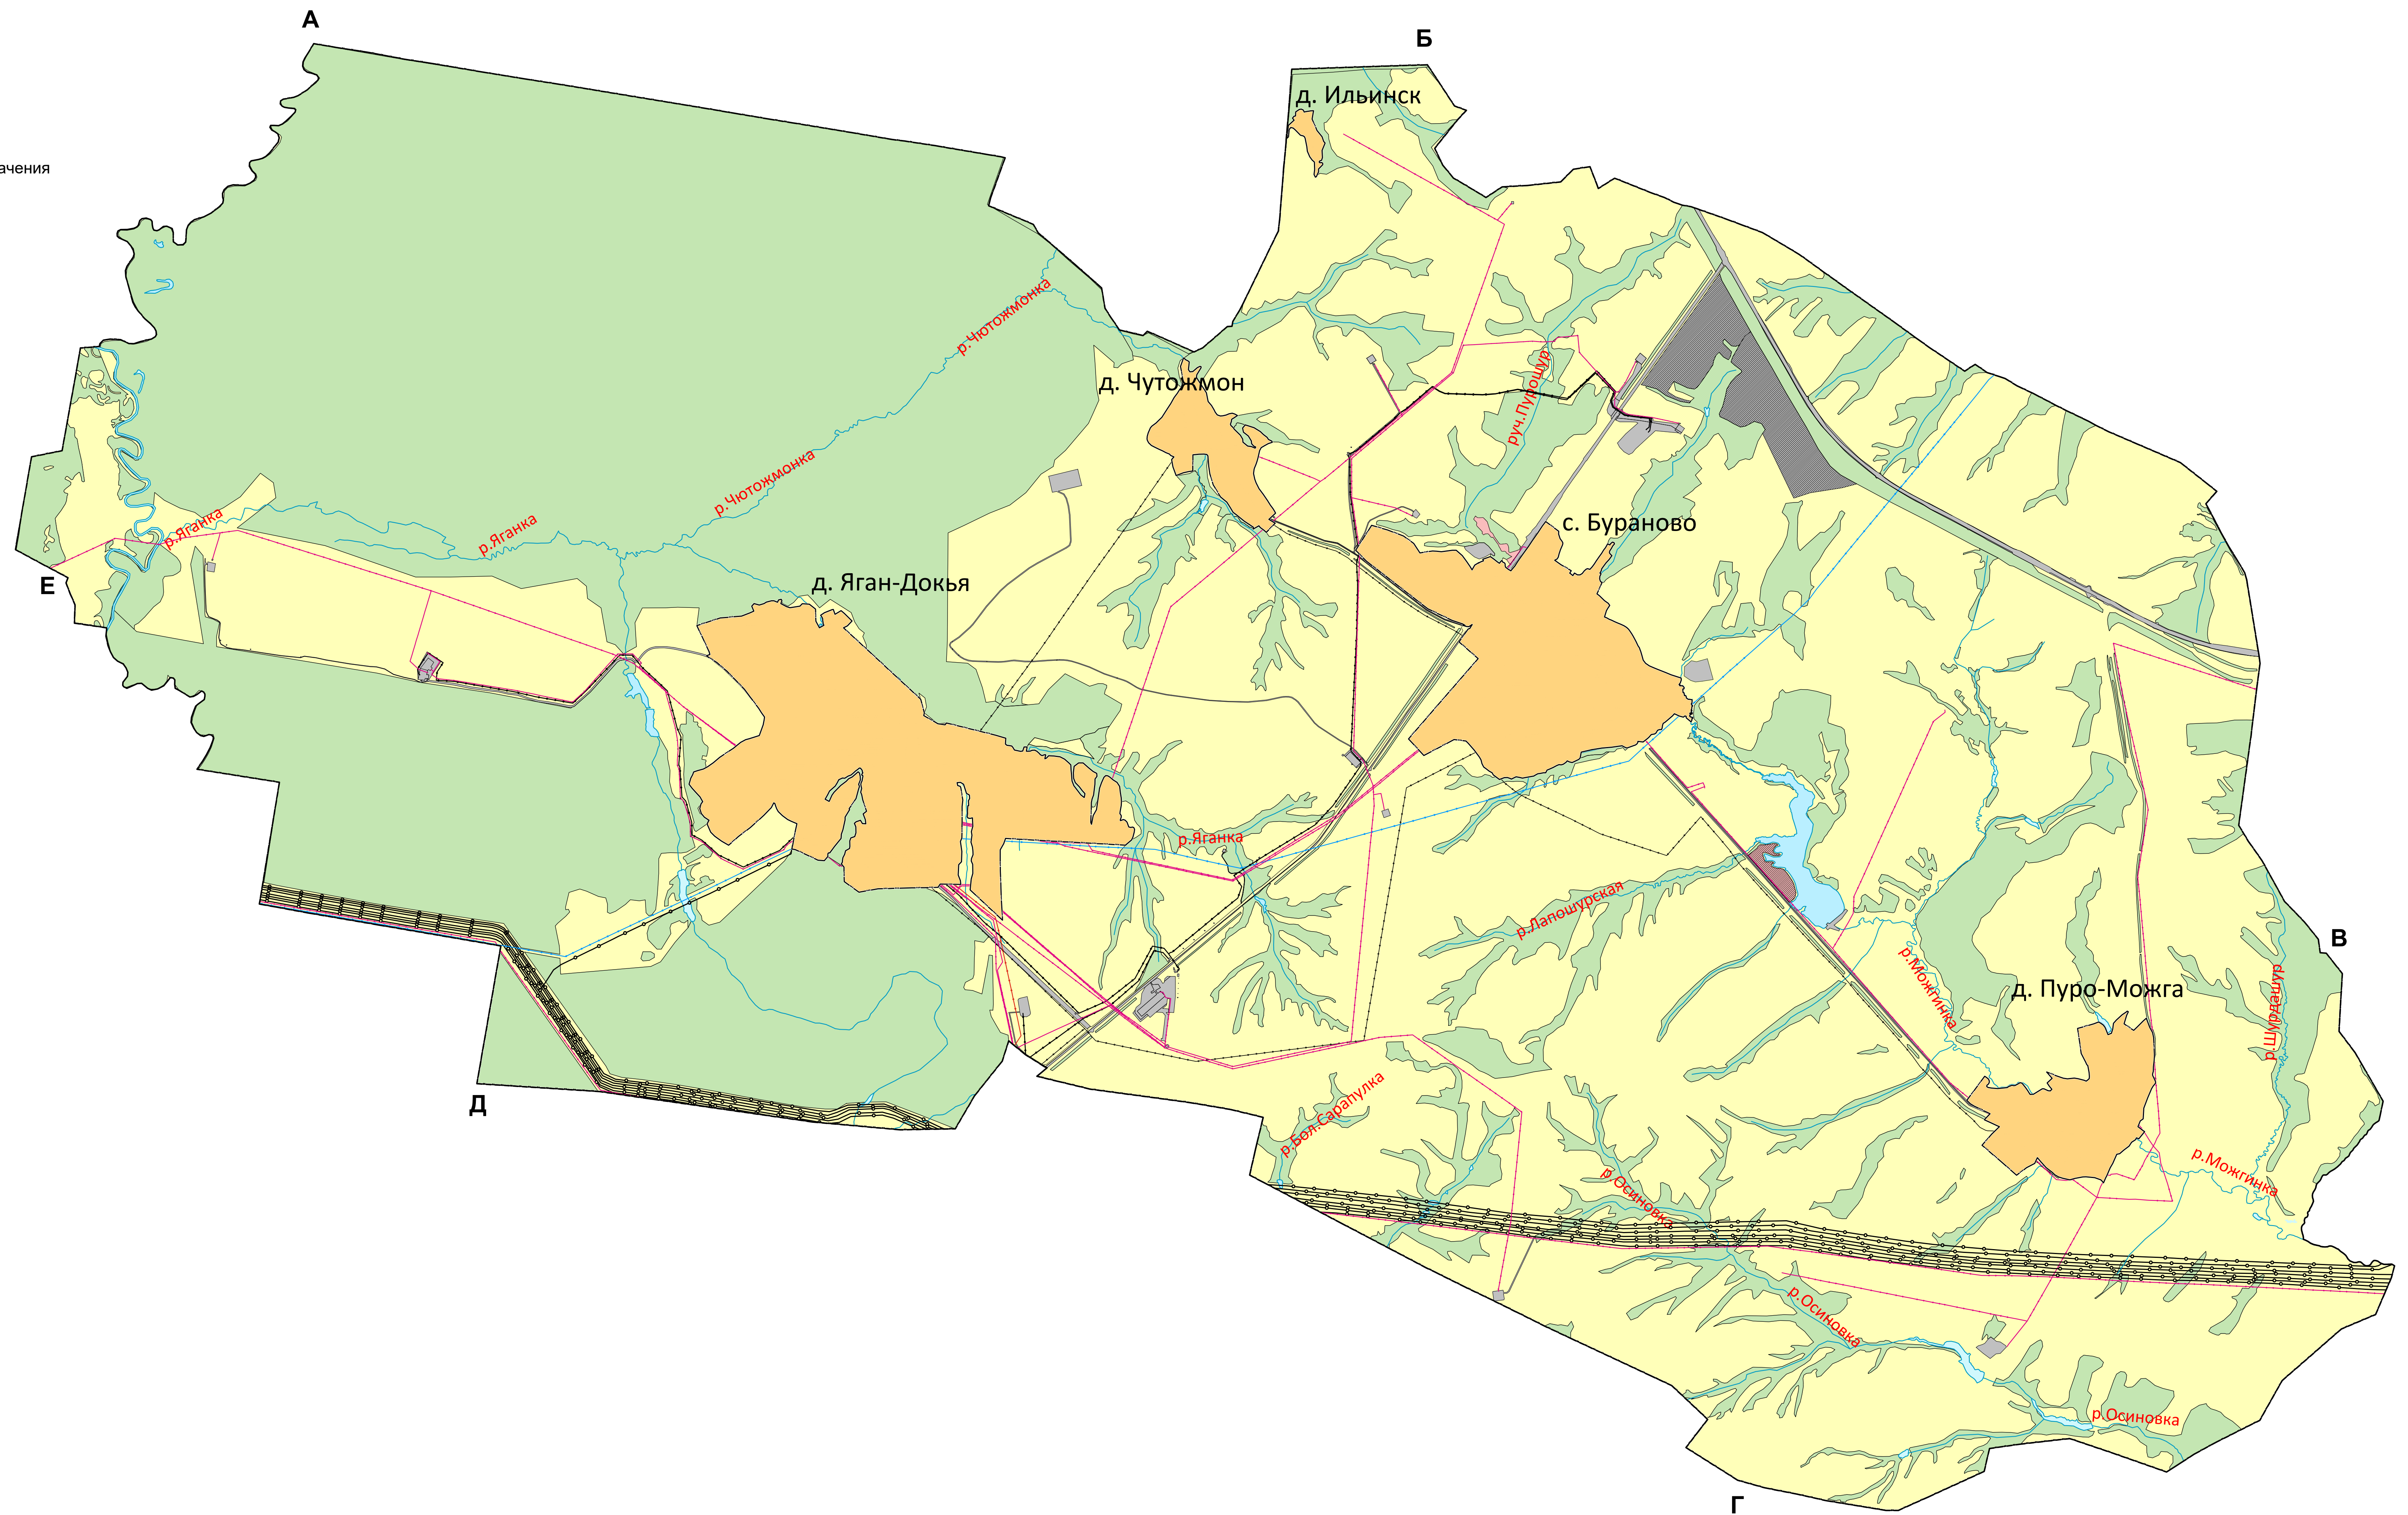 А
Б
д. Ильинск
ачения
р.Чютожмонка
д. Чутожмон
руч.Пурошур
р.Чютожмонка
с. Бураново
р.Яганка
р.Яганка
Е
д. Яган-Докья
р.Яганка
р.Лапошурская
В
р.Можгинка
д. Пуро-Можга
р.Шурдашур
Д
р.Бол.Сарапулка
р.Осиновка
р.Можгинка
р.Осиновка
р.Осиновка
Г